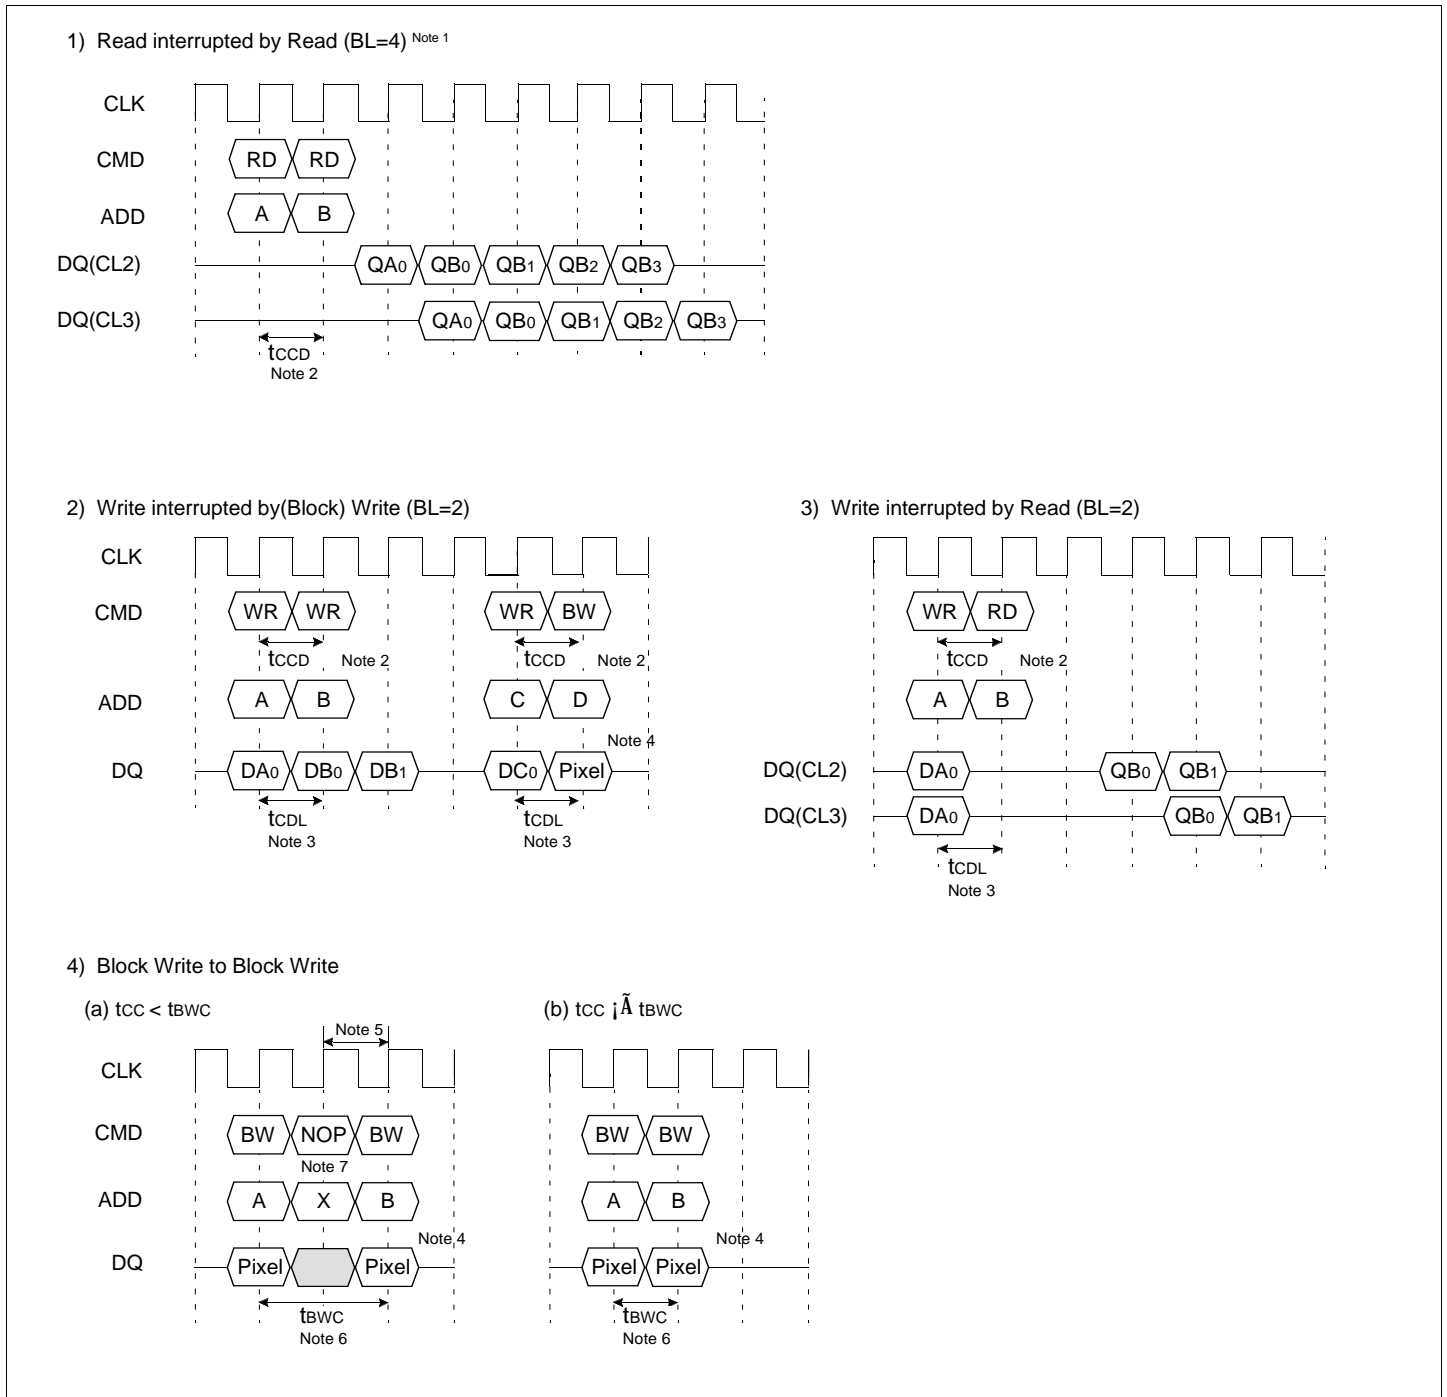 1) Read interrupted by Read (BL=4) Note 1
CLK
CMD RD RD
ADD A B
DQ(CL2) QA0 QB0 QB1 QB2 QB3
DQ(CL3) QA0 QB0 QB1 QB2 QB3
tCCD
Note 2
2) Write interrupted by(Block) Write (BL=2)
CLK
CMD WR WR WR BW
tCCD Note 2 tCCD Note 2
ADD A B C D
Note 4
DQ DA0 DB0 DB1 DC0 Pixel
tCDL tCDL
Note 3 Note 3
3) Write interrupted by Read (BL=2)
CLK
CMD WR RD
tCCD Note 2
ADD A B
DQ(CL2) DA0 QB0 QB1
DQ(CL3) DA0 QB0 QB1
tCDL
Note 3
4) Block Write to Block Write
(a) tCC < tBWC
Note 5
CLK
CMD BW NOP BW
Note 7
ADD A X B
Note 4
DQ Pixel Pixel
tBWC
Note 6
(b) tCC ¡Ã tBWC
BW BW
A B
Note 4
Pixel Pixel
tBWC
Note 6